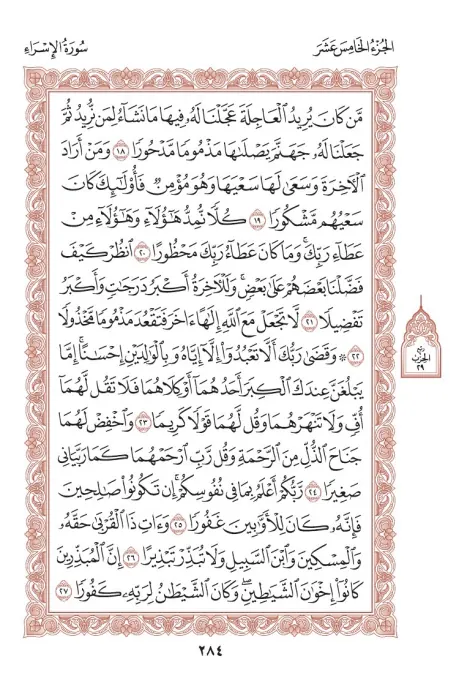 الجُزْءُ الخَامِسَ عَشَرَ
سُورَةُ الإِسْرَاءِ
مَّن كَانَ يُرِيدُ ٱلْعَاجِلَةَ عَجَّلْنَا لَهُۥ فِيهَا مَا نَشَآءُ لِمَن نُّرِيدُ ثُمَّ
جَعَلْنَا لَهُۥ جَهَنَّمَ يَصْلَىٰهَا مَذْمُومًا مَّدْحُورًا ١٨ وَمَنْ أَرَادَ
ٱلْأٓخِرَةَ وَسَعَىٰ لَهَا سَعْيَهَا وَهُوَ مُؤْمِنٌ فَأُو۟لَٰٓئِكَ كَانَ
سَعْيُهُم مَّشْكُورًا ١٩ كُلًّا نُّمِدُّ هَٰٓؤُلَآءِ وَهَٰٓؤُلَآءِ مِنْ
عَطَآءِ رَبِّكَ ۚ وَمَا كَانَ عَطَآءُ رَبِّكَ مَحْظُورًا ٢٠ ٱنظُرْ كَيْفَ
فَضَّلْنَا بَعْضَهُمْ عَلَىٰ بَعْضٍ ۚ وَلَلْأٓخِرَةُ أَكْبَرُ دَرَجَٰتٍ وَأَكْبَرُ
تَفْضِيلًا ٢١ لَّا تَجْعَلْ مَعَ ٱللَّهِ إِلَٰهًا ءَاخَرَ فَتَقْعُدَ مَذْمُومًا مَّخْذُولًا
٢٢ ۞ وَقَضَىٰ رَبُّكَ أَلَّا تَعْبُدُوٓا۟ إِلَّآ إِيَّاهُ وَبِٱلْوَٰلِدَيْنِ إِحْسَٰنًا ۚ إِمَّا
يَبْلُغَنَّ عِندَكَ ٱلْكِبَرَ أَحَدُهُمَآ أَوْ كِلَاهُمَا فَلَا تَقُل لَّهُمَآ
أُفٍّ وَلَا تَنْهَرْهُمَا وَقُل لَّهُمَا قَوْلًا كَرِيمًا ٢٣ وَٱخْفِضْ لَهُمَا
جَنَاحَ ٱلذُّلِّ مِنَ ٱلرَّحْمَةِ وَقُل رَّبِّ ٱرْحَمْهُمَا كَمَا رَبَّيَانِى
صَغِيرًا ٢٤ رَّبُّكُمْ أَعْلَمُ بِمَا فِى نُفُوسِكُمْ ۚ إِن تَكُونُوا۟ صَٰلِحِينَ
فَإِنَّهُۥ كَانَ لِلْأَوَّٰبِينَ غَفُورًا ٢٥ وَءَاتِ ذَا ٱلْقُرْبَىٰ حَقَّهُۥ
وَٱلْمِسْكِينَ وَٱبْنَ ٱلسَّبِيلِ وَلَا تُبَذِّرْ تَبْذِيرًا ٢٦ إِنَّ ٱلْمُبَذِّرِينَ
كَانُوٓا۟ إِخْوَٰنَ ٱلشَّيَٰطِينِ ۖ وَكَانَ ٱلشَّيْطَٰنُ لِرَبِّهِۦ كَفُورًا ٢٧
ربع
الحزب
٢٩
٢٨٤